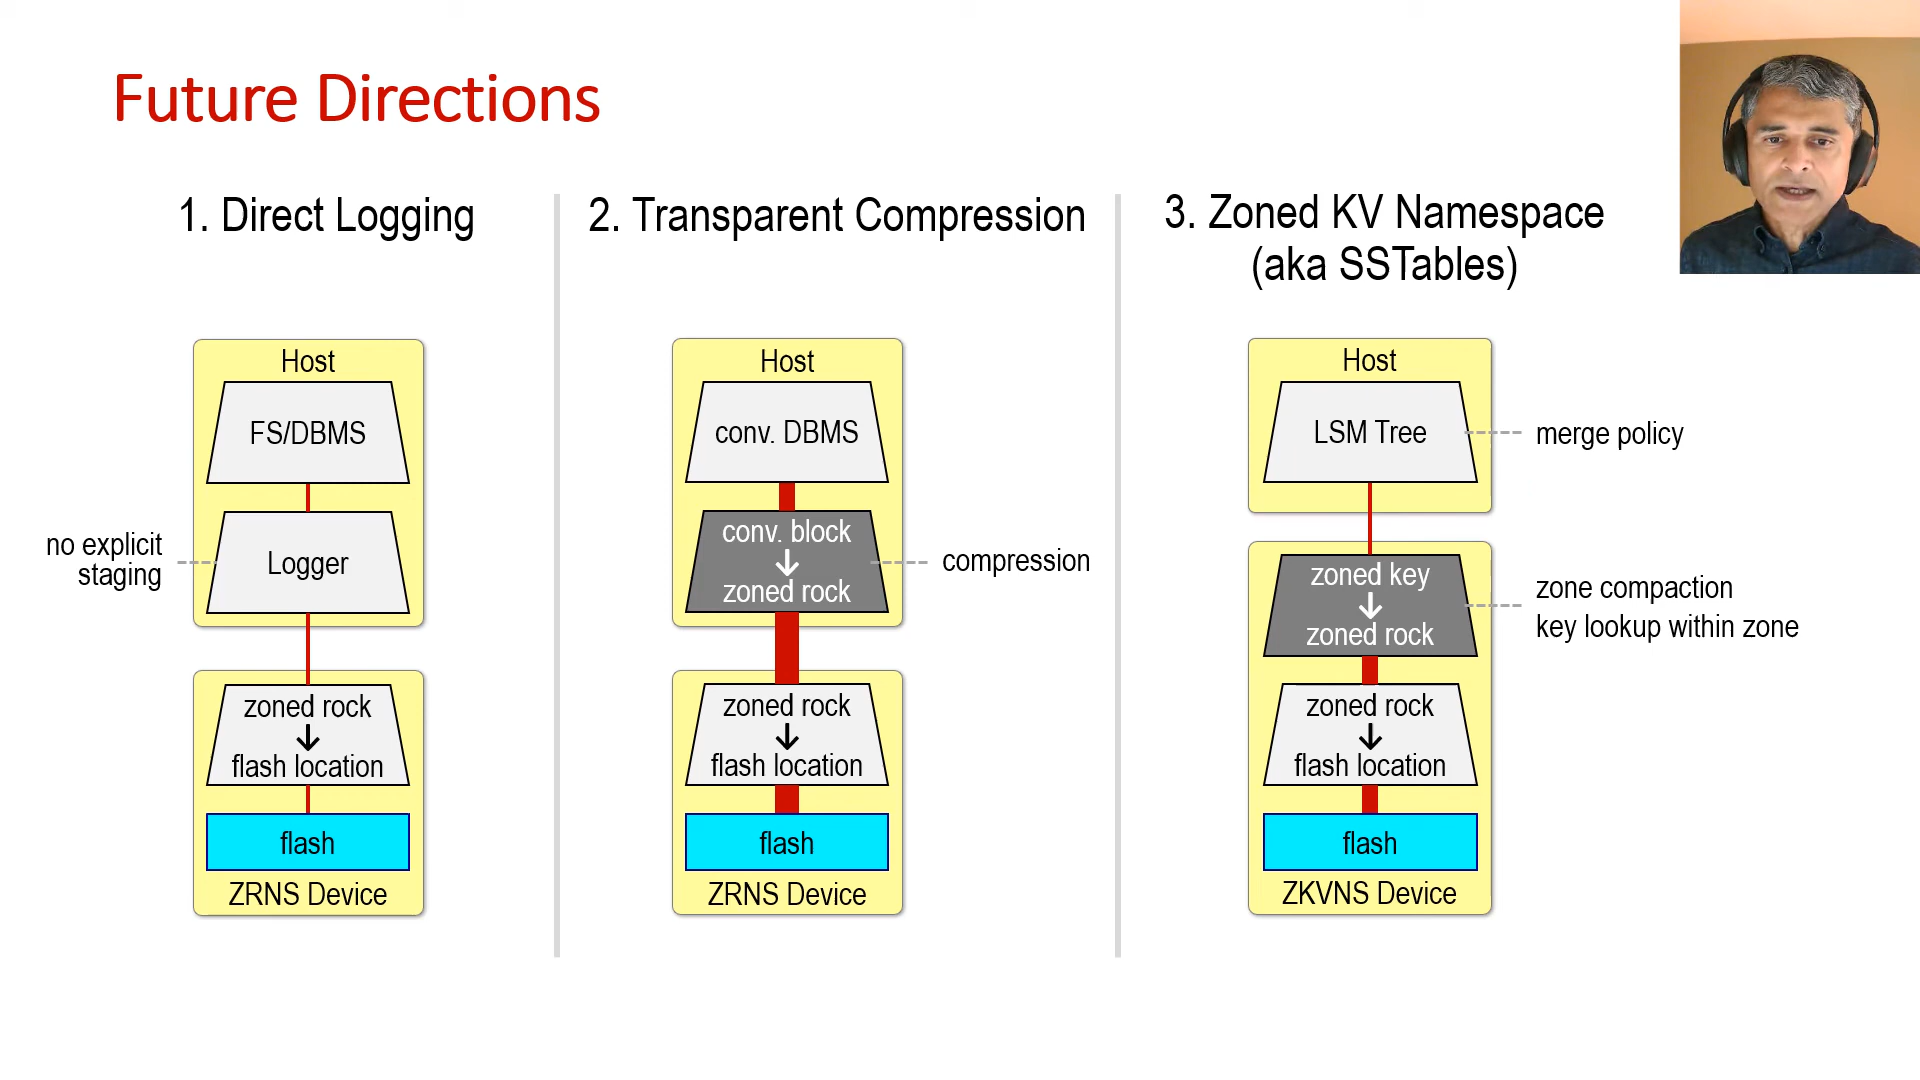 Future Directions
1. Direct Logging
Host
FS/DBMS
no explicit
staging
Logger
zoned rock
↓
flash location
flash
ZRNS Device
2. Transparent Compression
Host
conv. DBMS
conv. block
↓
zoned rock
compression
zoned rock
↓
flash location
flash
ZRNS Device
3. Zoned KV Namespace
(aka SSTables)
Host
LSM Tree
merge policy
zoned key
↓
zoned rock
zone compaction
key lookup within zone
zoned rock
↓
flash location
flash
ZKVNS Device